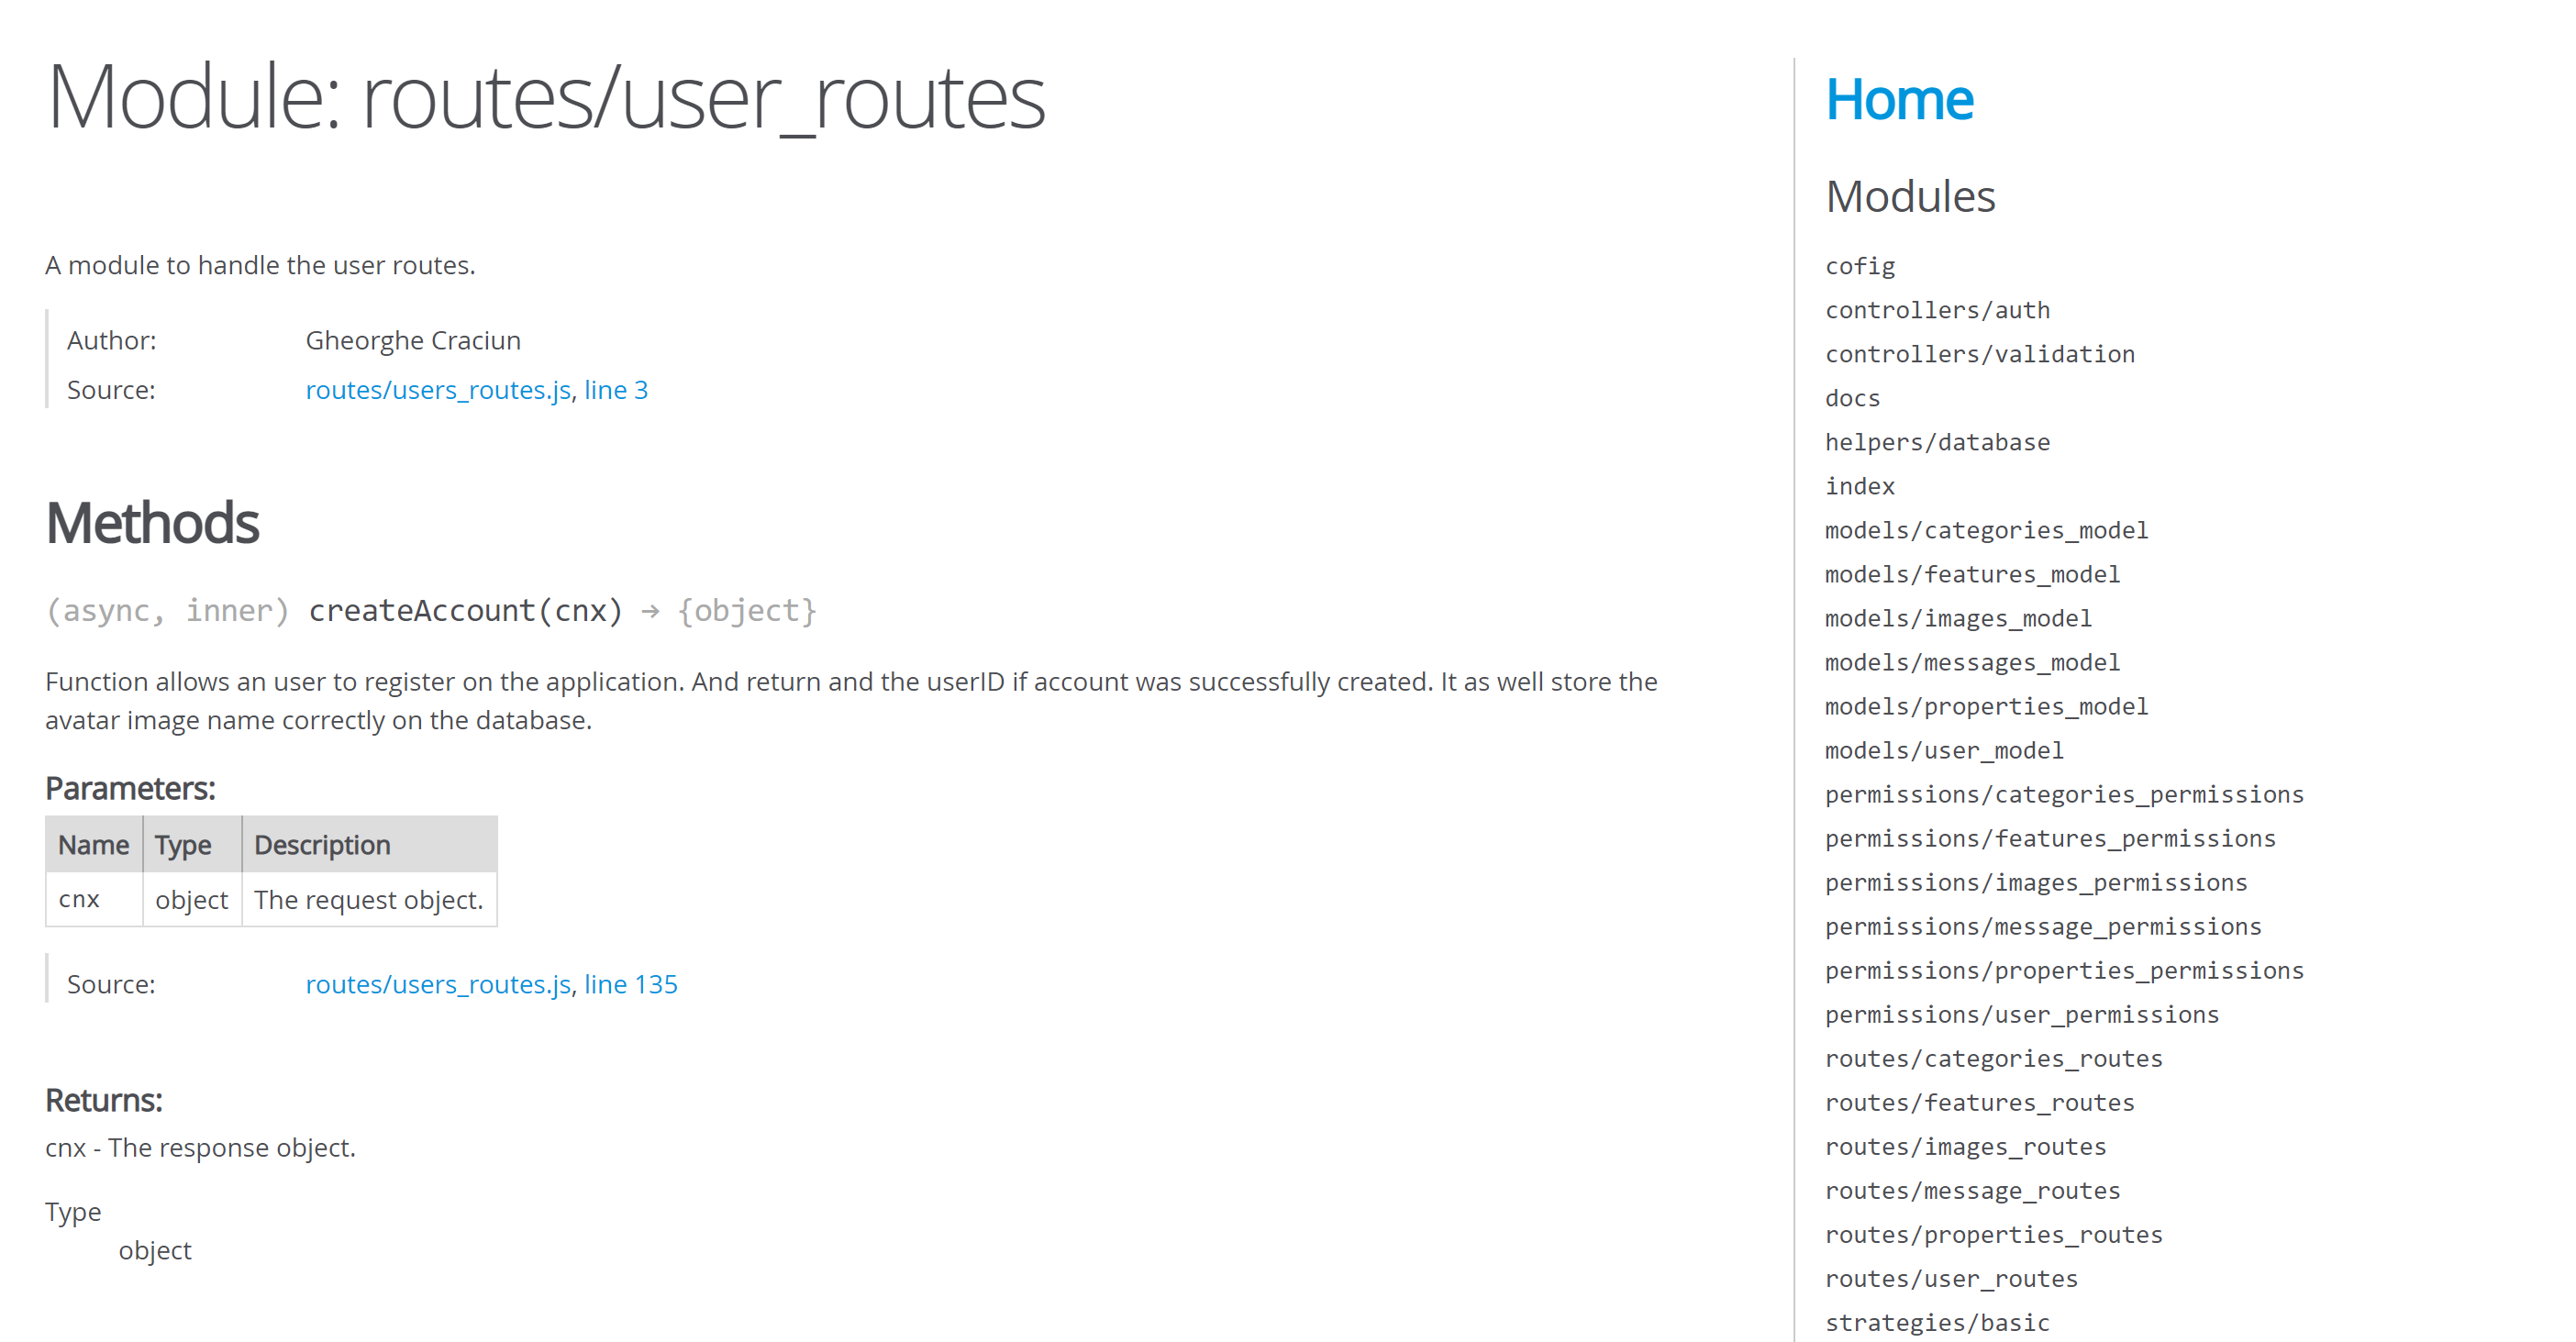 Module: routes/user_routes
A module to handle the user routes.
Author: Gheorghe Craciun
Source: routes/users_routes.js, line 3
Methods
(async, inner) createAccount(cnx) → {object}
Function allows an user to register on the application. And return and the userID if account was successfully created. It as well store the
avatar image name correctly on the database.
Parameters:
Name Type Description
cnx object The request object.
Source: routes/users_routes.js, line 135
Returns:
cnx - The response object.
Type
object
Home
Modules
cofig
controllers/auth
controllers/validation
docs
helpers/database
index
models/categories_model
models/features_model
models/images_model
models/messages_model
models/properties_model
models/user_model
permissions/categories_permissions
permissions/features_permissions
permissions/images_permissions
permissions/message_permissions
permissions/properties_permissions
permissions/user_permissions
routes/categories_routes
routes/features_routes
routes/images_routes
routes/message_routes
routes/properties_routes
routes/user_routes
strategies/basic